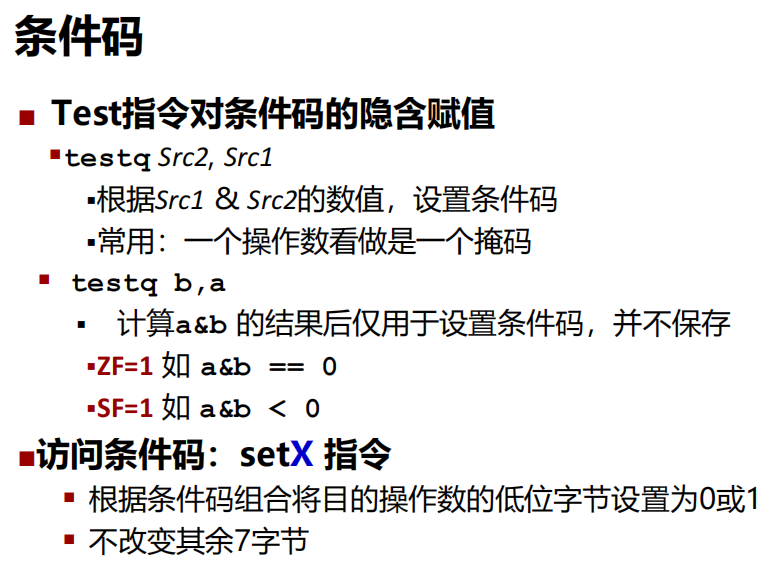 条件码
Test指令对条件码的隐含赋值
testq Src2, Src1
根据Src1 & Src2的数值，设置条件码
常用：一个操作数看做是一个掩码
testq b,a
计算a&b 的结果后仅用于设置条件码，并不保存
ZF=1 如 a&b == 0
SF=1 如 a&b < 0
访问条件码：setX 指令
根据条件码组合将目的操作数的低位字节设置为0或1
不改变其余7字节